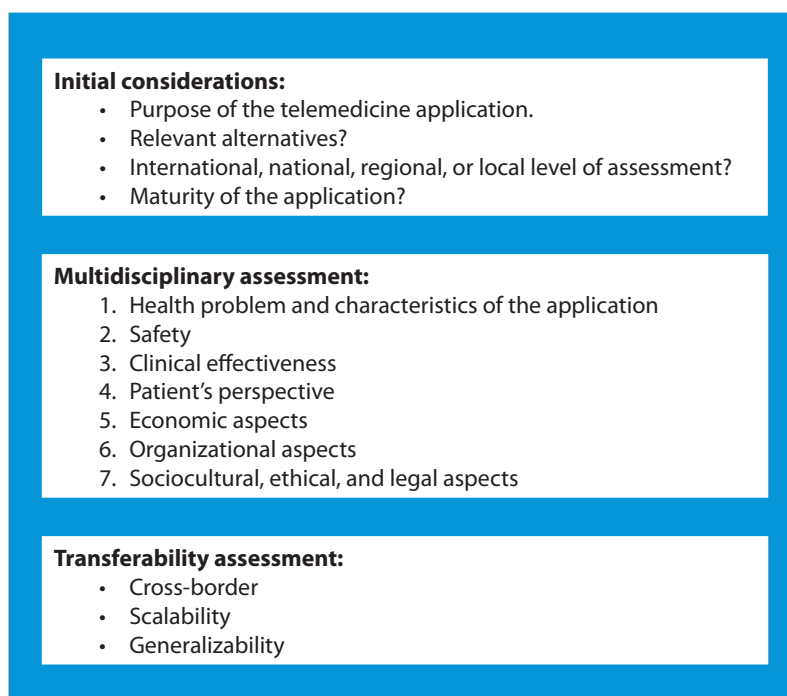 Initial considerations:
• Purpose of the telemedicine application.
• Relevant alternatives?
• International, national, regional, or local level of assessment?
• Maturity of the application?
Multidisciplinary assessment:
1. Health problem and characteristics of the application
2. Safety
3. Clinical effectiveness
4. Patient’s perspective
5. Economic aspects
6. Organizational aspects
7. Sociocultural, ethical, and legal aspects
Transferability assessment:
• Cross-border
• Scalability
• Generalizability